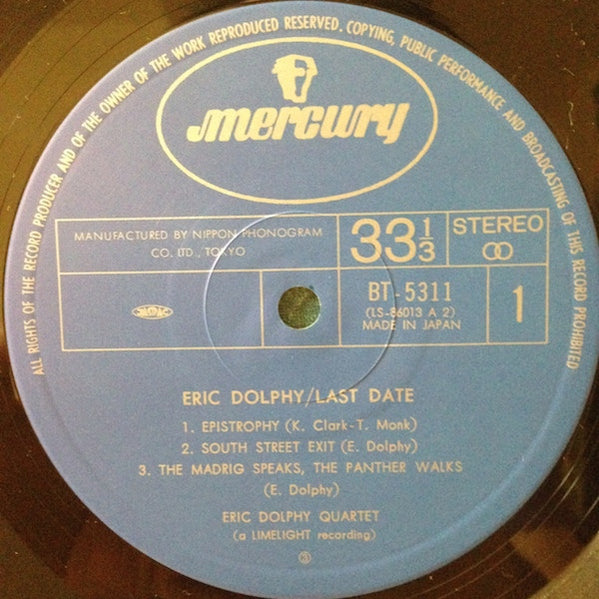 ALL RIGHTS OF THE RECORD PRODUCER AND OF THE OWNER OF THE WORK REPRODUCED RESERVED. COPYING, PUBLIC PERFORMANCE AND BROADCASTING OF THIS RECORD PROHIBITED
mercury
MANUFACTURED BY NIPPON PHONOGRAM
CO. LTD., TOKYO
33 1/3
STEREO
BT-5311
(LS-86013 A 2)
MADE IN JAPAN
1
ERIC DOLPHY/LAST DATE
1. EPISTROPHY (K. Clark-T. Monk)
2. SOUTH STREET EXIT (E. Dolphy)
3. THE MADRIG SPEAKS, THE PANTHER WALKS
(E. Dolphy)
ERIC DOLPHY QUARTET
(a LIMELIGHT recording)
③